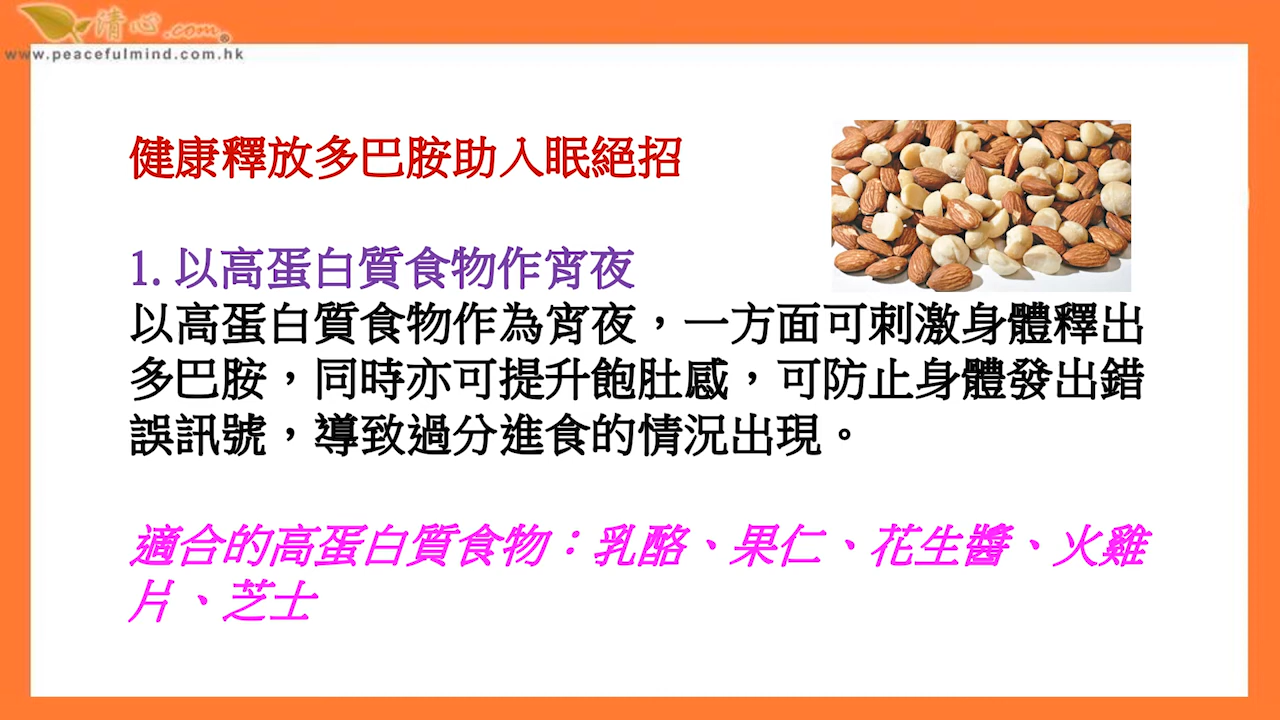 清心.com
www.peacefulmind.com.hk
健康釋放多巴胺助入眠絕招
1. 以高蛋白質食物作宵夜
以高蛋白質食物作為宵夜，一方面可刺激身體釋出
多巴胺，同時亦可提升飽肚感，可防止身體發出錯
誤訊號，導致過分進食的情況出現。
適合的高蛋白質食物：乳酪、果仁、花生醬、火雞
片、芝士